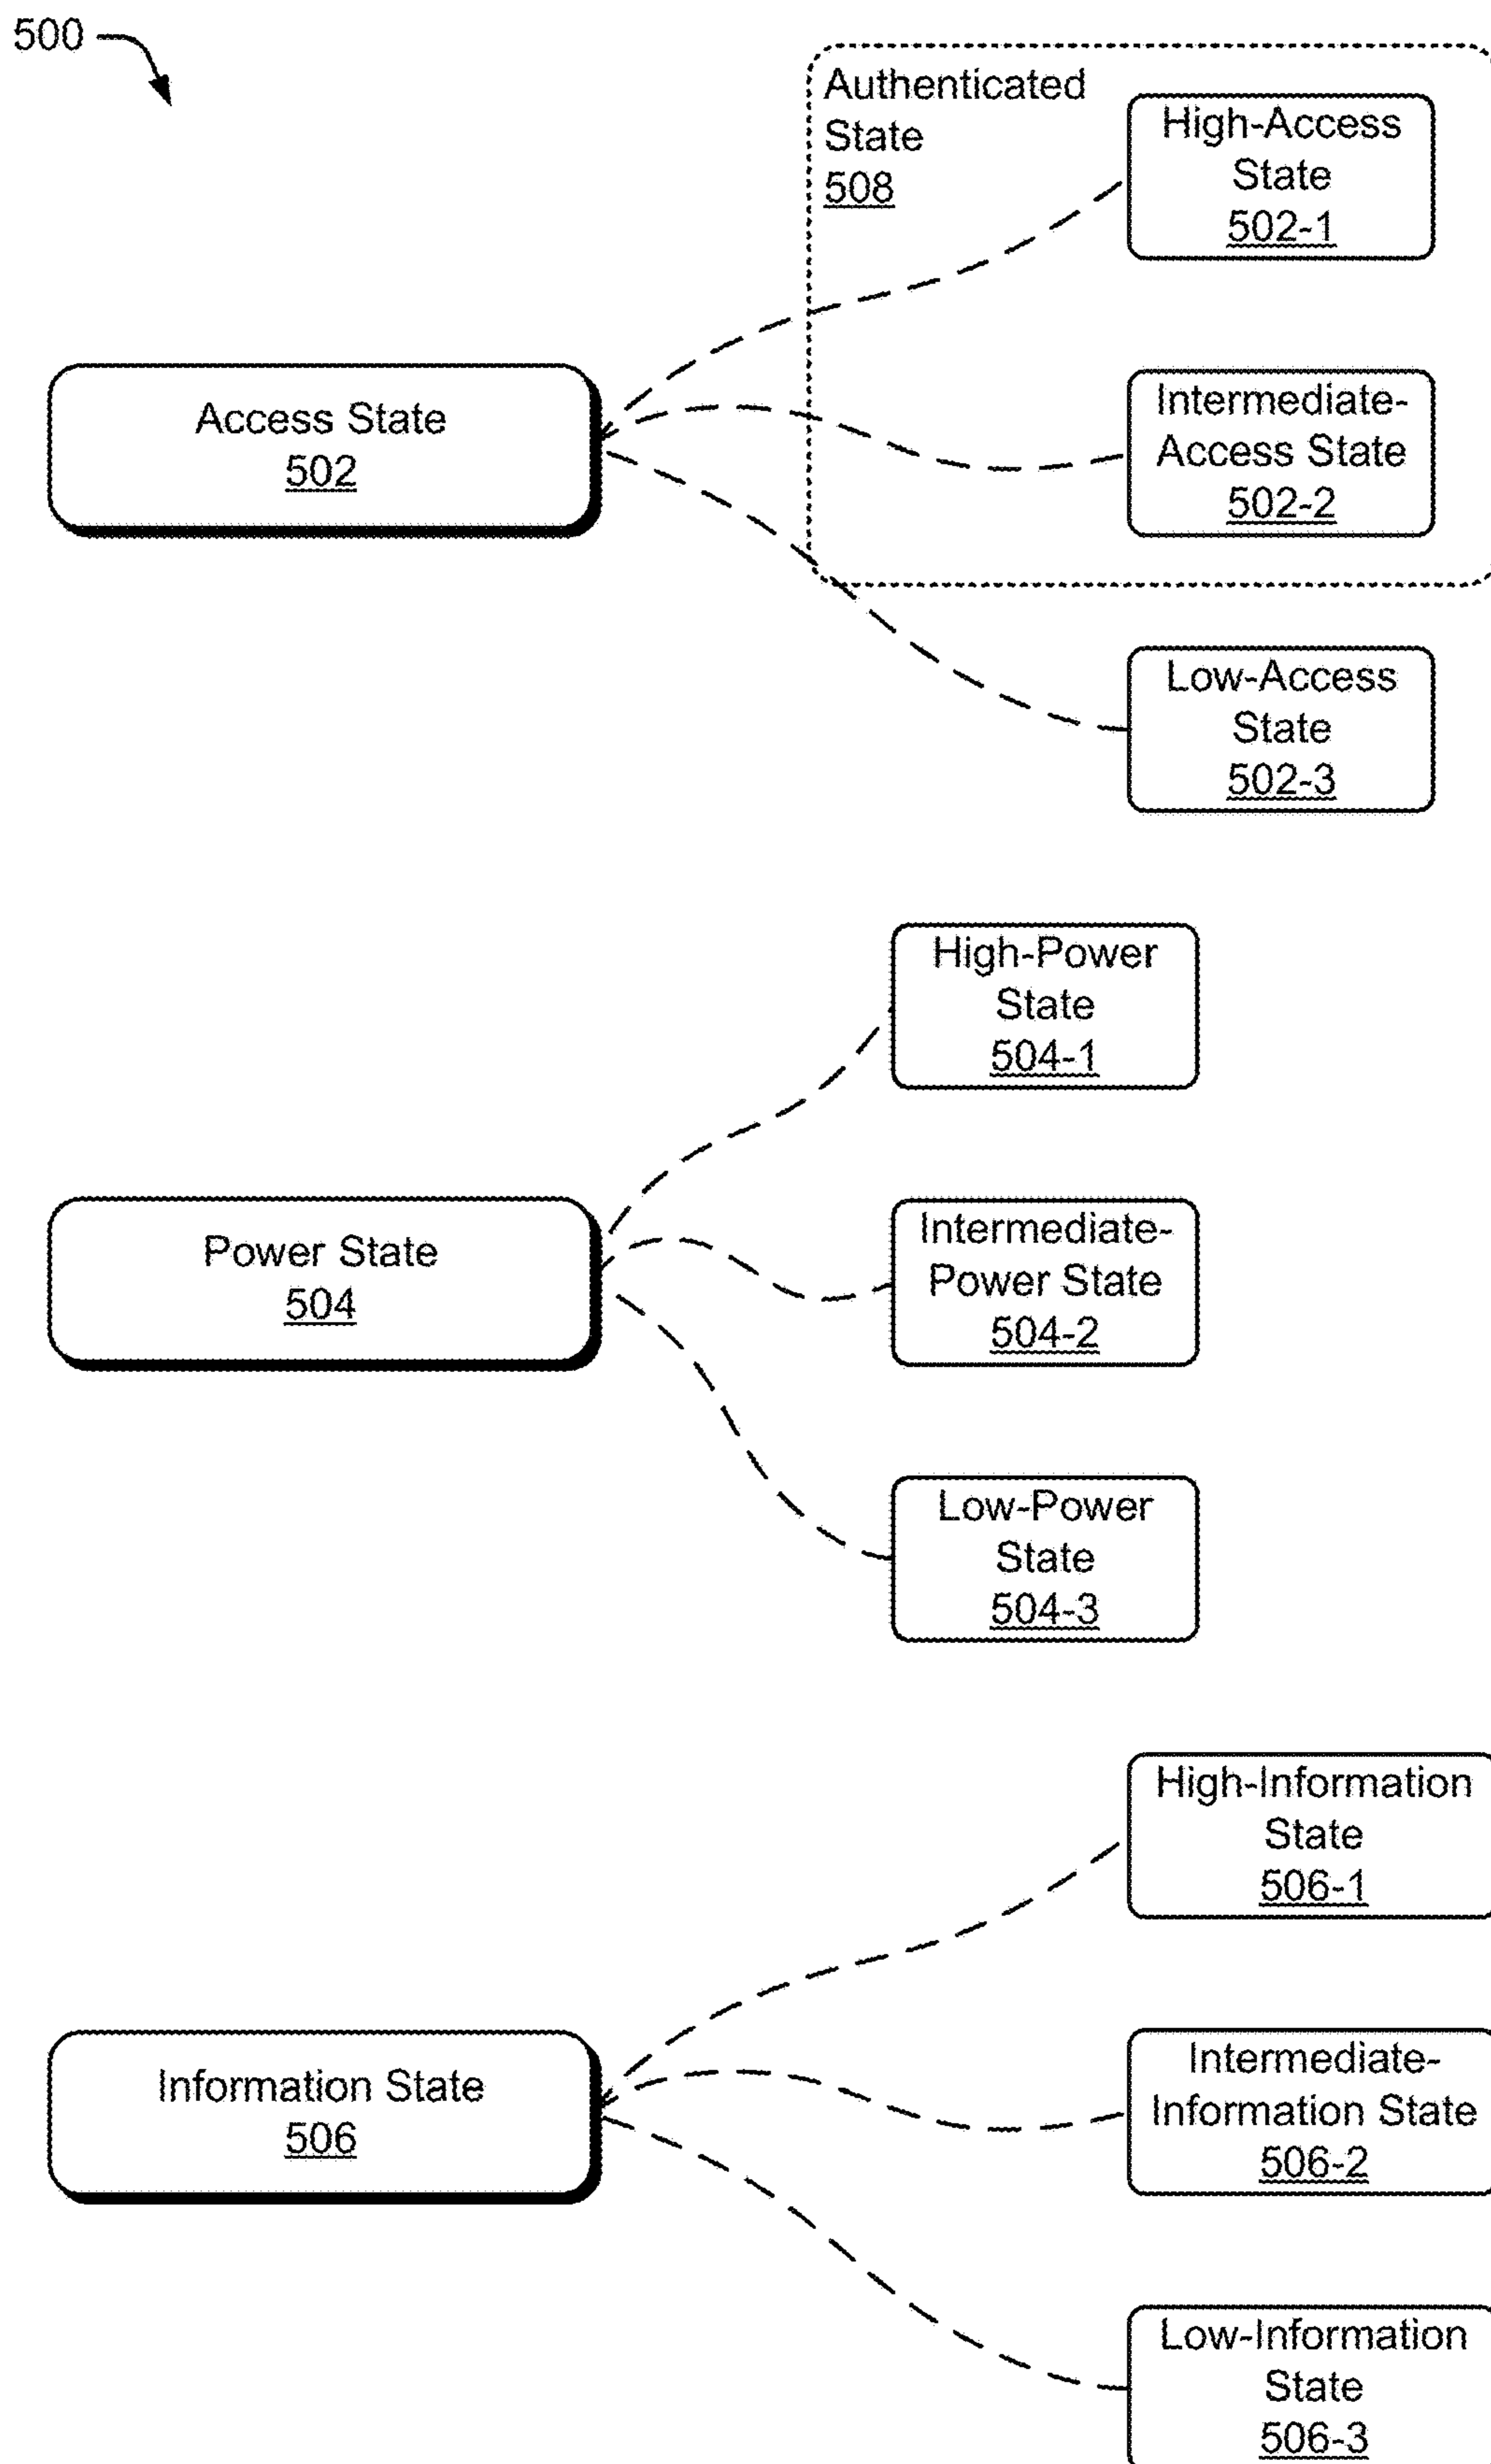 500
Authenticated
State
508
High-Access
State
502-1
Access State
502
Intermediate-
Access State
502-2
Low-Access
State
502-3
High-Power
State
504-1
Power State
504
Intermediate-
Power State
504-2
Low-Power
State
504-3
High-Information
State
506-1
Information State
506
Intermediate-
Information State
506-2
Low-Information
State
506-3